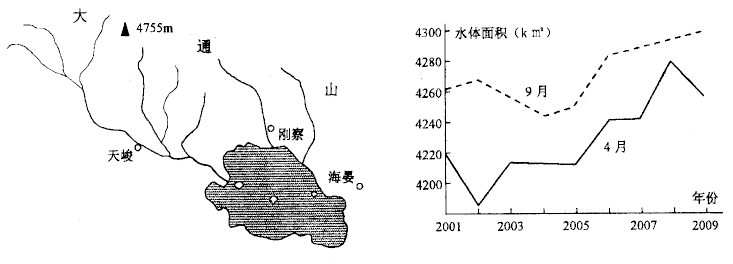 大
▲ 4755m
通
山
刚察
天峻
海晏
水体面积(k㎡)
4300
4280
4260
4240
4220
4200
9月
4月
年份
2001 2003 2005 2007 2009